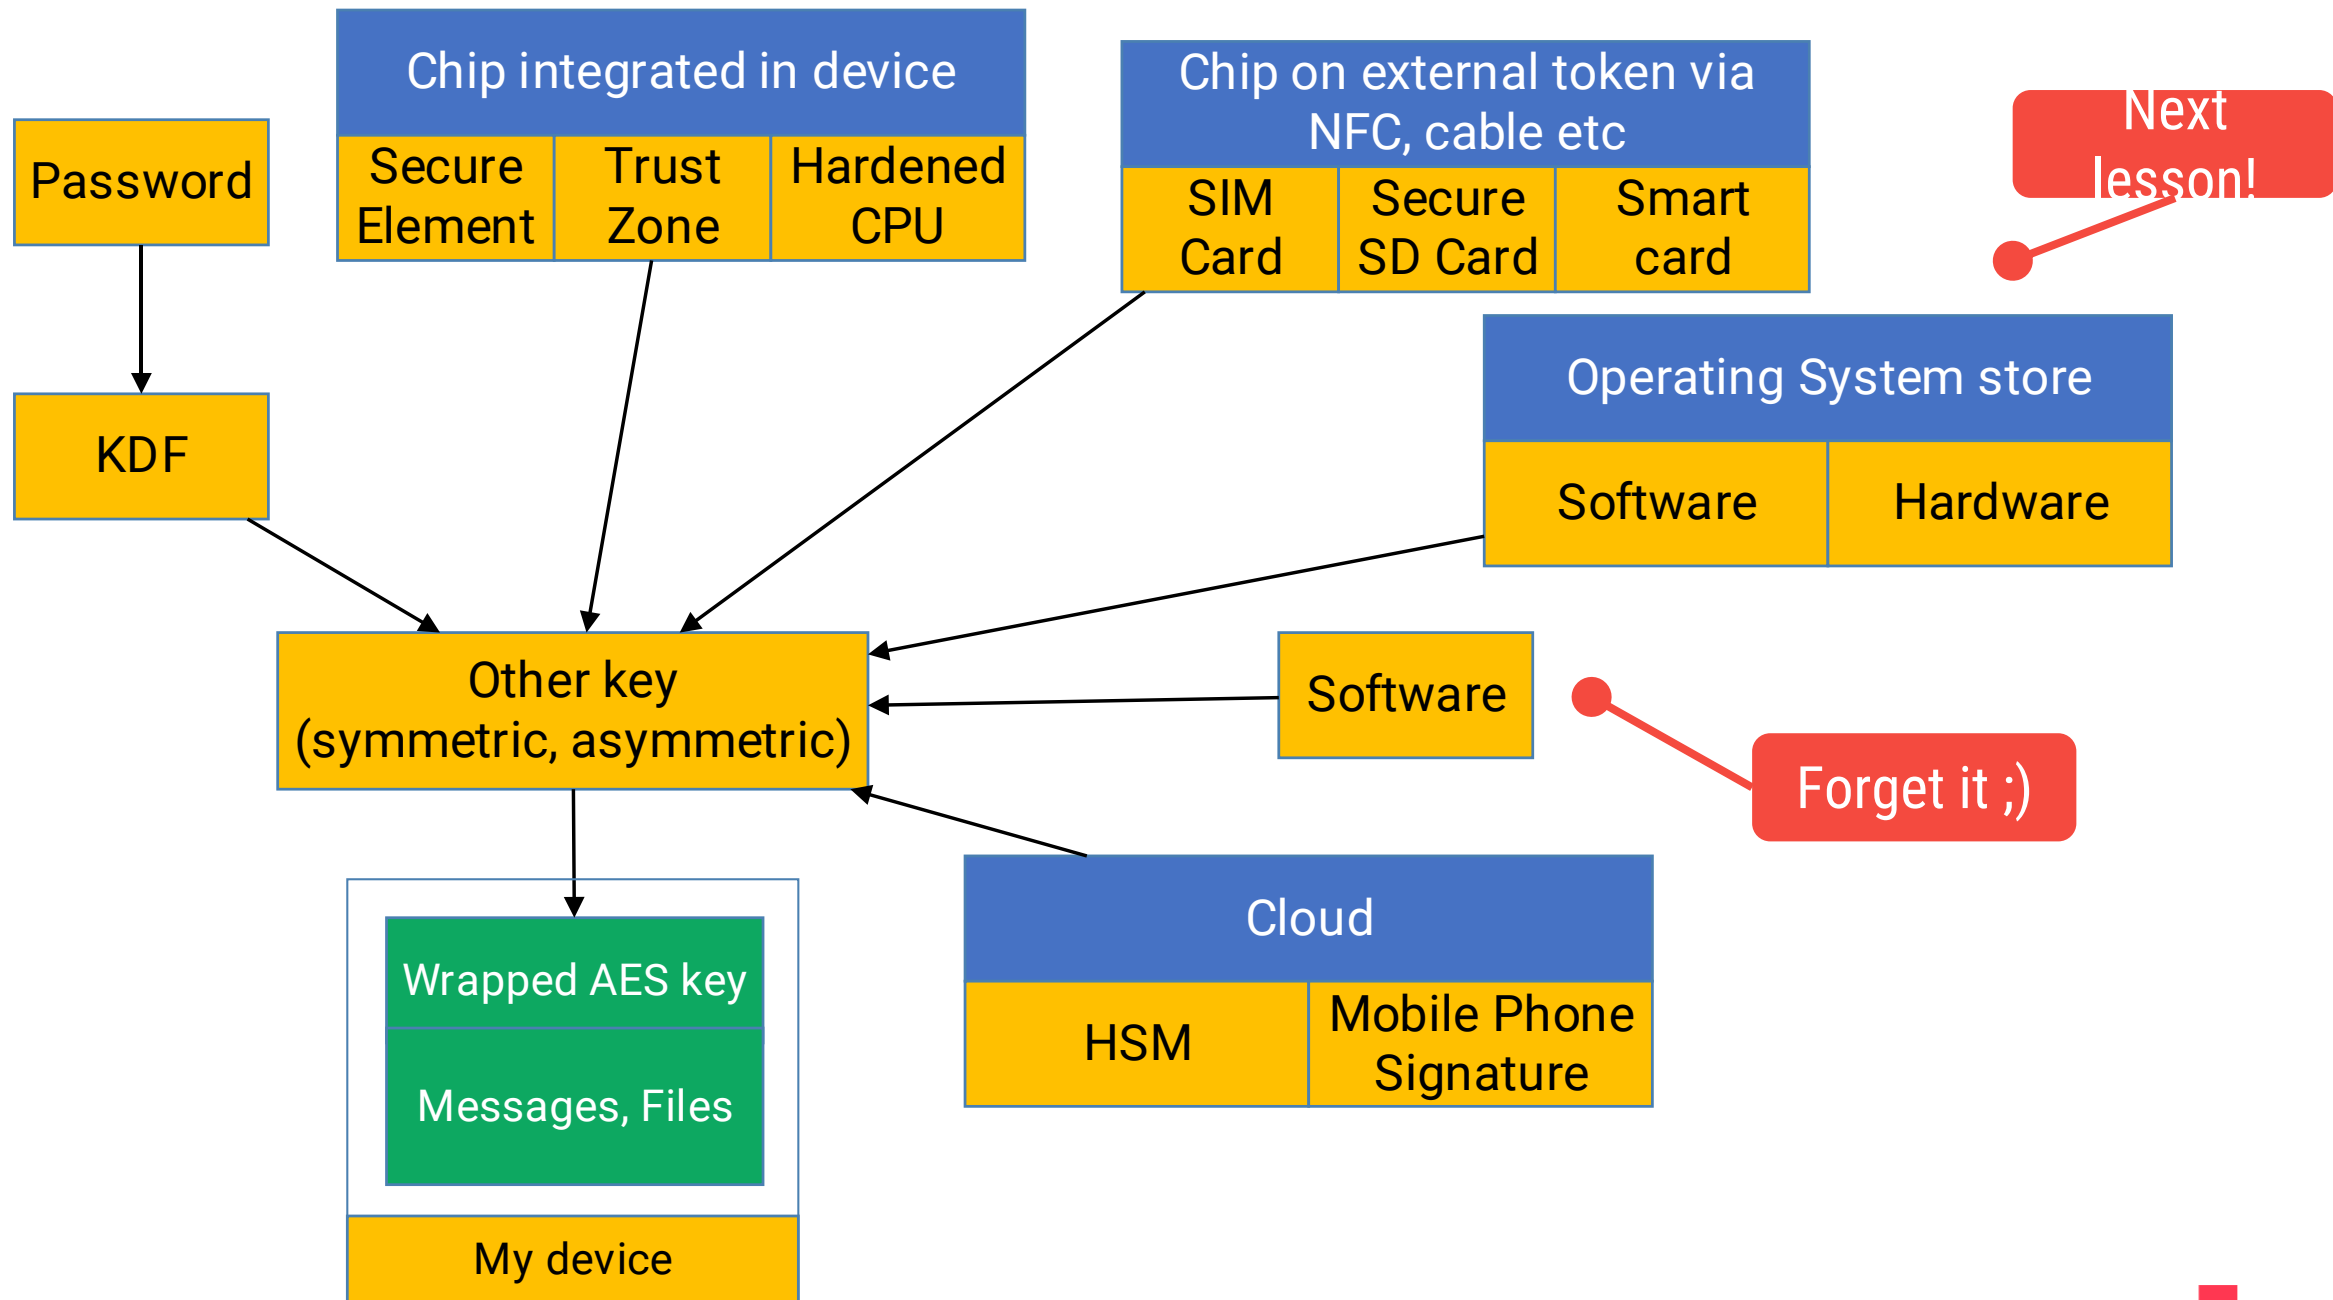 Chip integrated in device
Secure
Element
Trust
Zone
Hardened
CPU
Chip on external token via
NFC, cable etc
SIM
Card
Secure
SD Card
Smart
card
Next
lesson!
Password
KDF
Operating System store
Software
Hardware
Other key
(symmetric, asymmetric)
Software
Forget it ;)
Wrapped AES key
Messages, Files
My device
Cloud
HSM
Mobile Phone
Signature